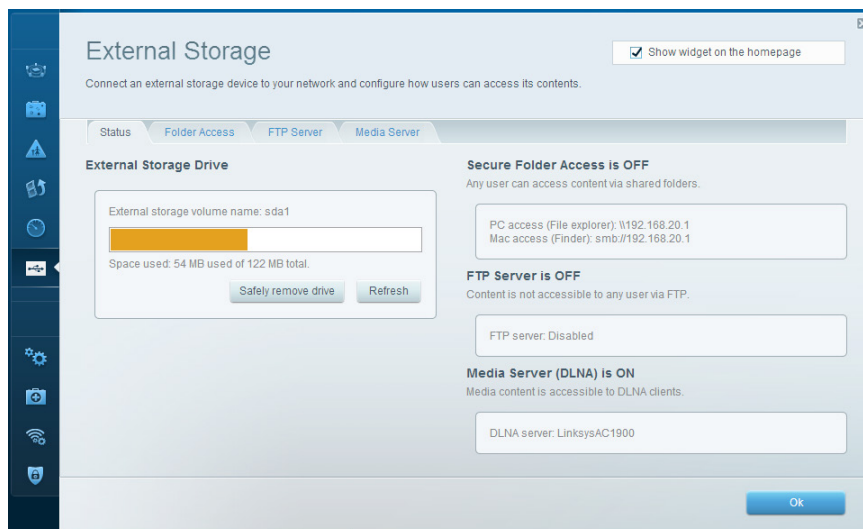 External Storage
Show widget on the homepage
Connect an external storage device to your network and configure how users can access its contents.
Status
Folder Access
FTP Server
Media Server
External Storage Drive
External storage volume name: sda1
Space used: 54 MB used of 122 MB total.
Safely remove drive
Refresh
Secure Folder Access is OFF
Any user can access content via shared folders.
PC access (File explorer): \\192.168.20.1
Mac access (Finder): smb://192.168.20.1
FTP Server is OFF
Content is not accessible to any user via FTP.
FTP server: Disabled
Media Server (DLNA) is ON
Media content is accessible to DLNA clients.
DLNA server: LinksysAC1900
Ok